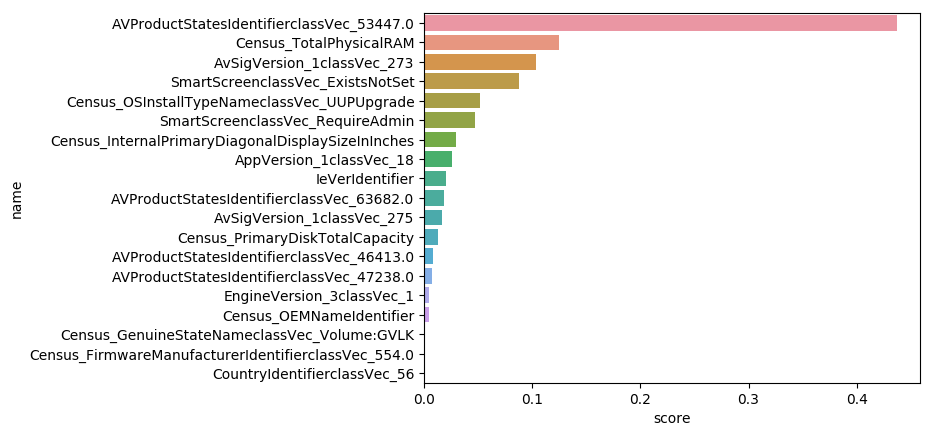 AVProductStatesIdentifierclassVec_53447.0
Census_TotalPhysicalRAM
AvSigVersion_1classVec_273
SmartScreenclassVec_ExistsNotSet
Census_OSInstallTypeNameclassVec_UUPUpgrade
SmartScreenclassVec_RequireAdmin
Census_InternalPrimaryDiagonalDisplaySizeInInches
AppVersion_1classVec_18
IeVerIdentifier
AVProductStatesIdentifierclassVec_63682.0
AvSigVersion_1classVec_275
Census_PrimaryDiskTotalCapacity
AVProductStatesIdentifierclassVec_46413.0
AVProductStatesIdentifierclassVec_47238.0
EngineVersion_3classVec_1
Census_OEMNameIdentifier
Census_GenuineStateNameclassVec_Volume:GVLK
Census_FirmwareManufacturerIdentifierclassVec_554.0
CountryIdentifierclassVec_56
name
0.0 0.1 0.2 0.3 0.4
score